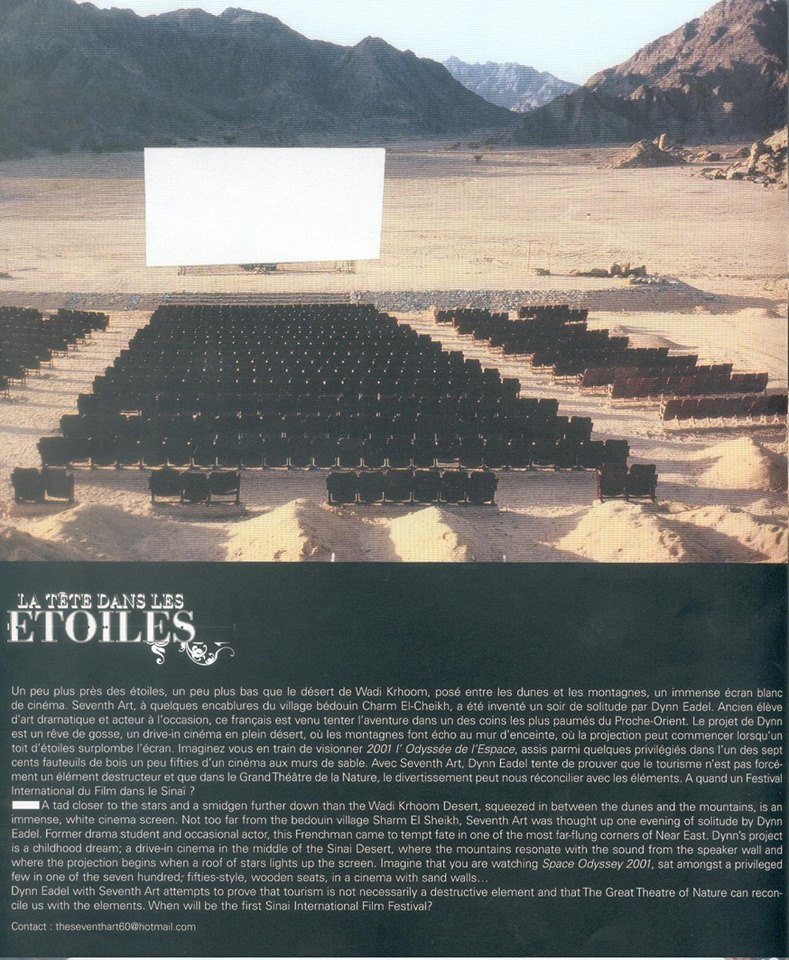 LA TÊTE DANS LES
ETOILES
Un peu plus près des étoiles, un peu plus bas que le désert de Wadi Krhoom, posé entre les dunes et les montagnes, un immense écran blanc
de cinéma. Seventh Art, à quelques encablures du village bédouin Charm El-Cheikh, a été inventé un soir de solitude par Dynn Eadel. Ancien élève
d'art dramatique et acteur à l'occasion, ce français est venu tenter l'aventure dans un des coins les plus paumés du Proche-Orient. Le projet de Dynn
est un rêve de gosse, un drive-in cinéma en plein désert, où les montagnes font écho au mur d'enceinte, où la projection peut commencer lorsqu'un
toit d'étoiles surplombe l'écran. Imaginez vous en train de visionner 2001 l' Odyssée de l'Espace, assis parmi quelques privilégiés dans l'un des sept
cents fauteuils de bois un peu fifties d'un cinéma aux murs de sable. Avec Seventh Art, Dynn Eadel tente de prouver que le tourisme n'est pas forcé-
ment un élément destructeur et que dans le Grand Théâtre de la Nature, le divertissement peut nous réconcilier avec les éléments. A quand un Festival
International du Film dans le Sinaï ?
A tad closer to the stars and a smidgen further down than the Wadi Krhoom Desert, squeezed in between the dunes and the mountains, is an
immense, white cinema screen. Not too far from the bedouin village Sharm El Sheikh, Seventh Art was thought up one evening of solitude by Dynn
Eadel. Former drama student and occasional actor, this Frenchman came to tempt fate in one of the most far-flung corners of Near East. Dynn's project
is a childhood dream; a drive-in cinema in the middle of the Sinai Desert, where the mountains resonate with the sound from the speaker wall and
where the projection begins when a roof of stars lights up the screen. Imagine that you are watching Space Odyssey 2001, sat amongst a privileged
few in one of the seven hundred; fifties-style, wooden seats, in a cinema with sand walls...
Dynn Eadel with Seventh Art attempts to prove that tourism is not necessarily a destructive element and that The Great Theatre of Nature can recon-
cile us with the elements. When will be the first Sinai International Film Festival?
Contact : theseventhart60@hotmail.com